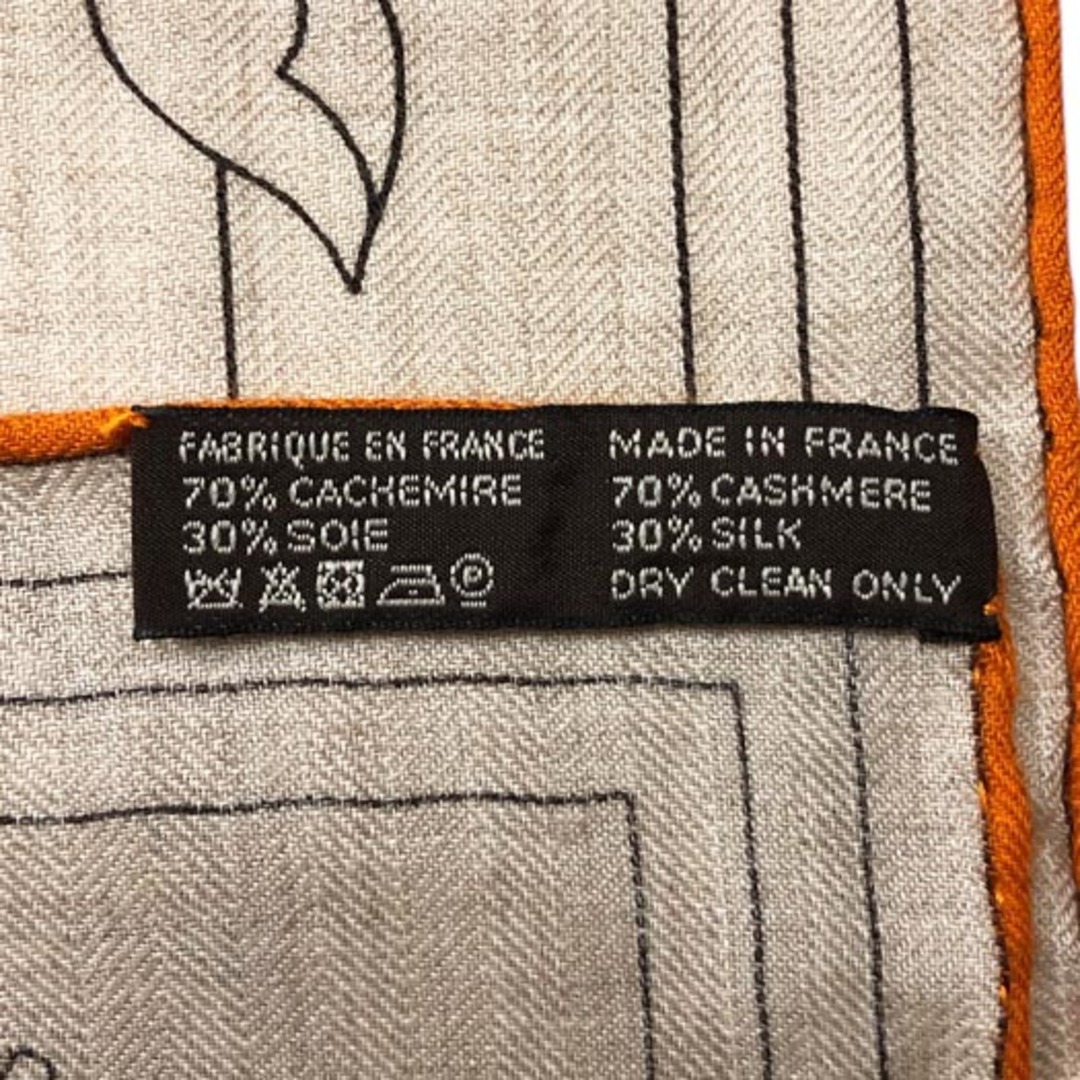 FABRIQUE EN FRANCE
70% CACHEMIRE
30% SOIE
P
MADE IN FRANCE
70% CASHMERE
30% SILK
DRY CLEAN ONLY